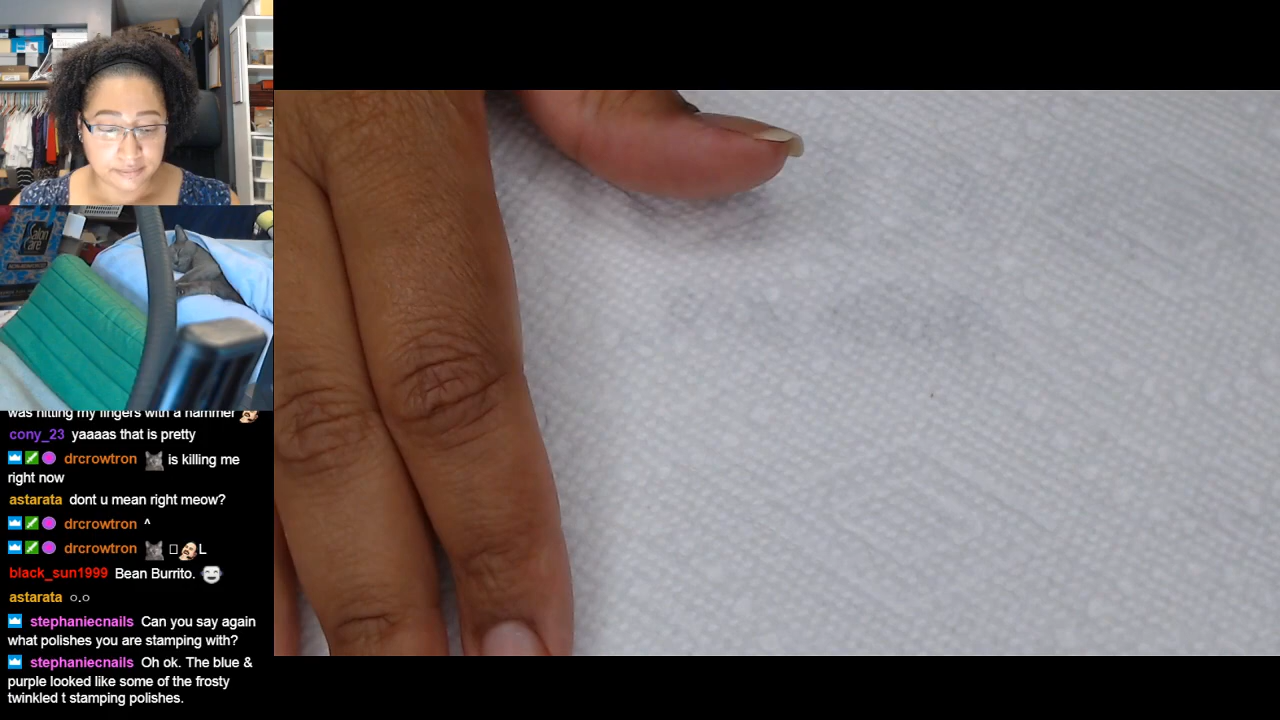 Salon
Care
was hitting my fingers with a hammer
cony_23 yaaaas that is pretty
drcrowtron is killing me
right now
astarata dont u mean right meow?
drcrowtron ^
drcrowtron L
black_sun1999 Bean Burrito.
astarata o.o
stephaniecnails Can you say again
what polishes you are stamping with?
stephaniecnails Oh ok. The blue &
purple looked like some of the frosty
twinkled t stamping polishes.